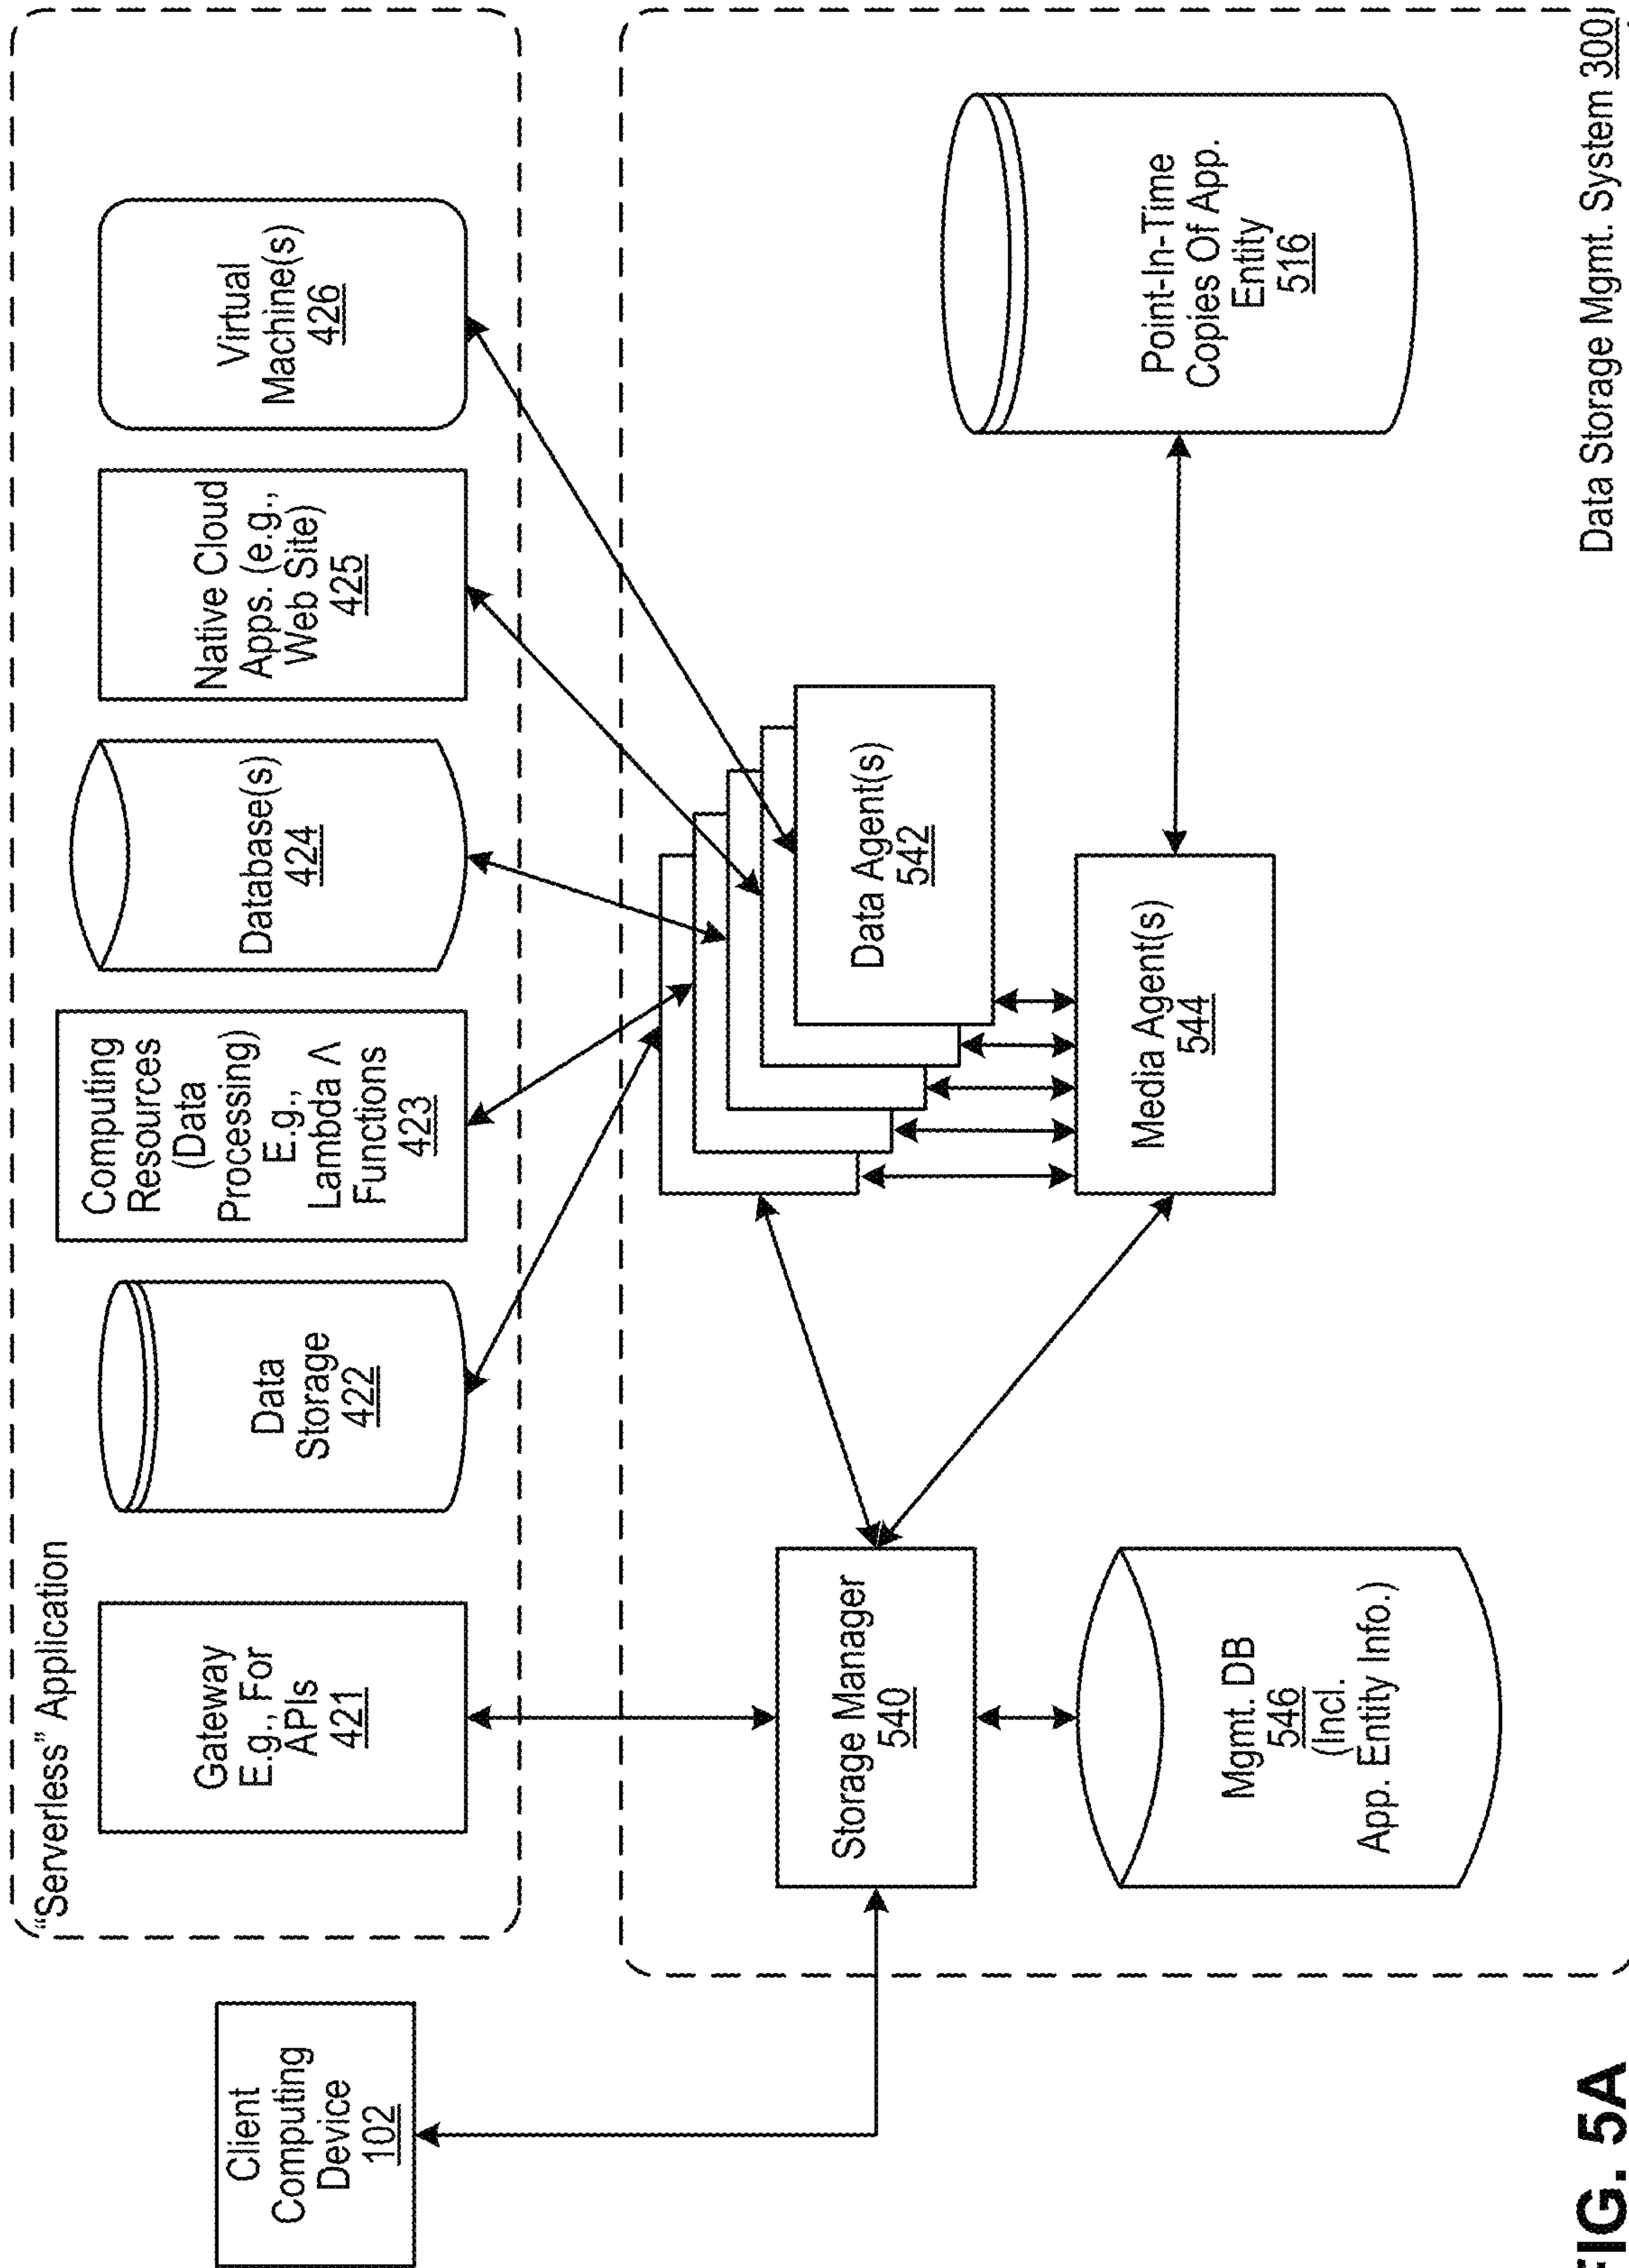 Client
Computing
Device
102
“Serverless” Application
Gateway
E.g., For
APIs
421
Data
Storage
422
Computing
Resources
(Data
Processing)
E.g.,
Lambda Λ
Functions
423
Database(s)
424
Native Cloud
Apps. (e.g.,
Web Site)
425
Virtual
Machine(s)
426
Storage Manager
540
Mgmt. DB
546
(Incl.
App. Entity Info.)
Data Agent(s)
542
Media Agent(s)
544
Point-In-Time
Copies Of App.
Entity
516
Data Storage Mgmt. System 300
FIG. 5A